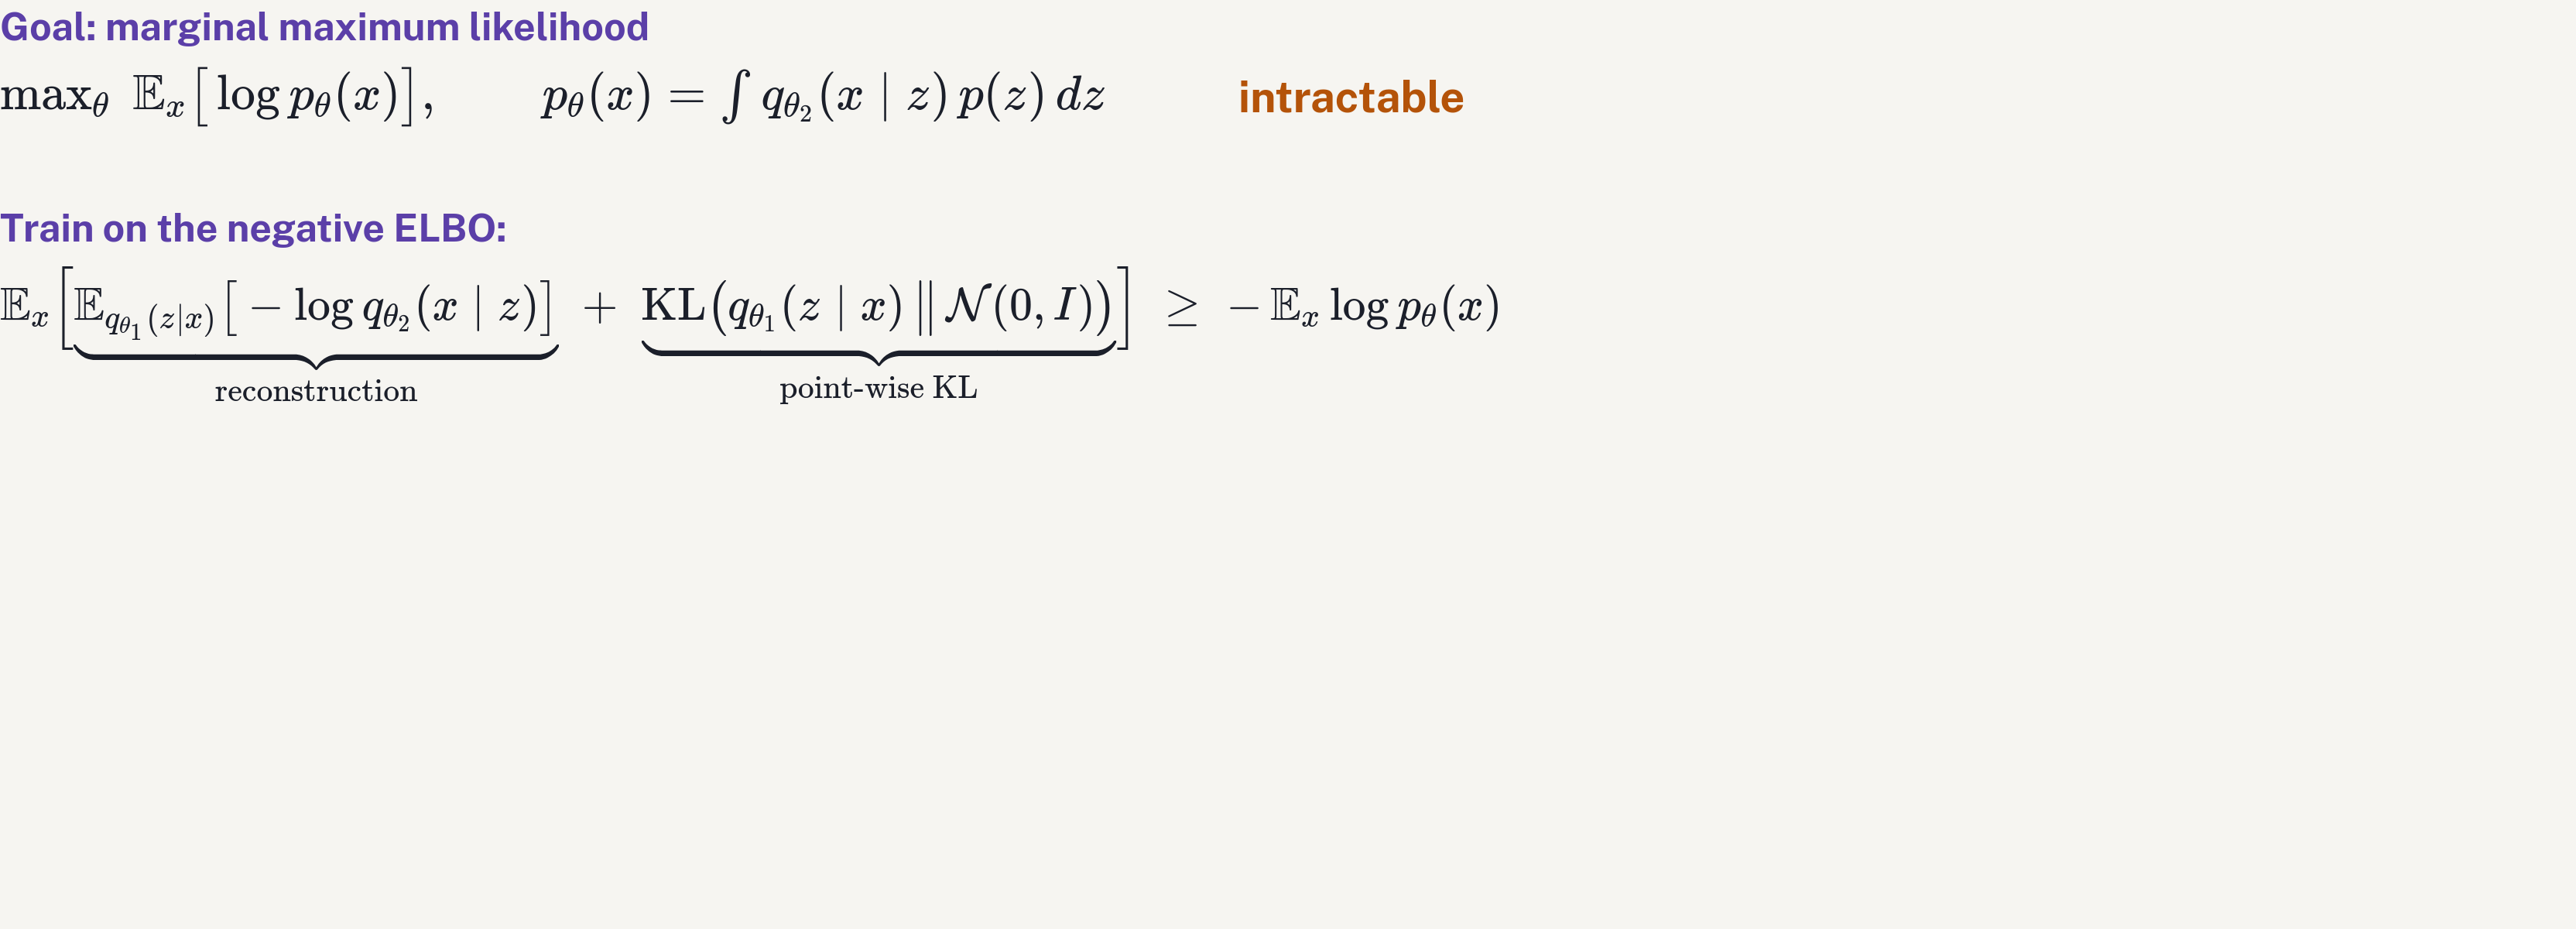 Goal: marginal maximum likelihood
max_θ 𝔼_x[ log p_θ(x) ],   p_θ(x) = ∫ q_{θ_2}(x | z) p(z) dz   intractable
Train on the negative ELBO:
𝔼_x[ 𝔼_{q_{θ_1}(z|x)}[ − log q_{θ_2}(x | z) ] + KL(q_{θ_1}(z | x) || 𝒩(0, I)) ] ≥ − 𝔼_x log p_θ(x)
reconstruction   point-wise KL